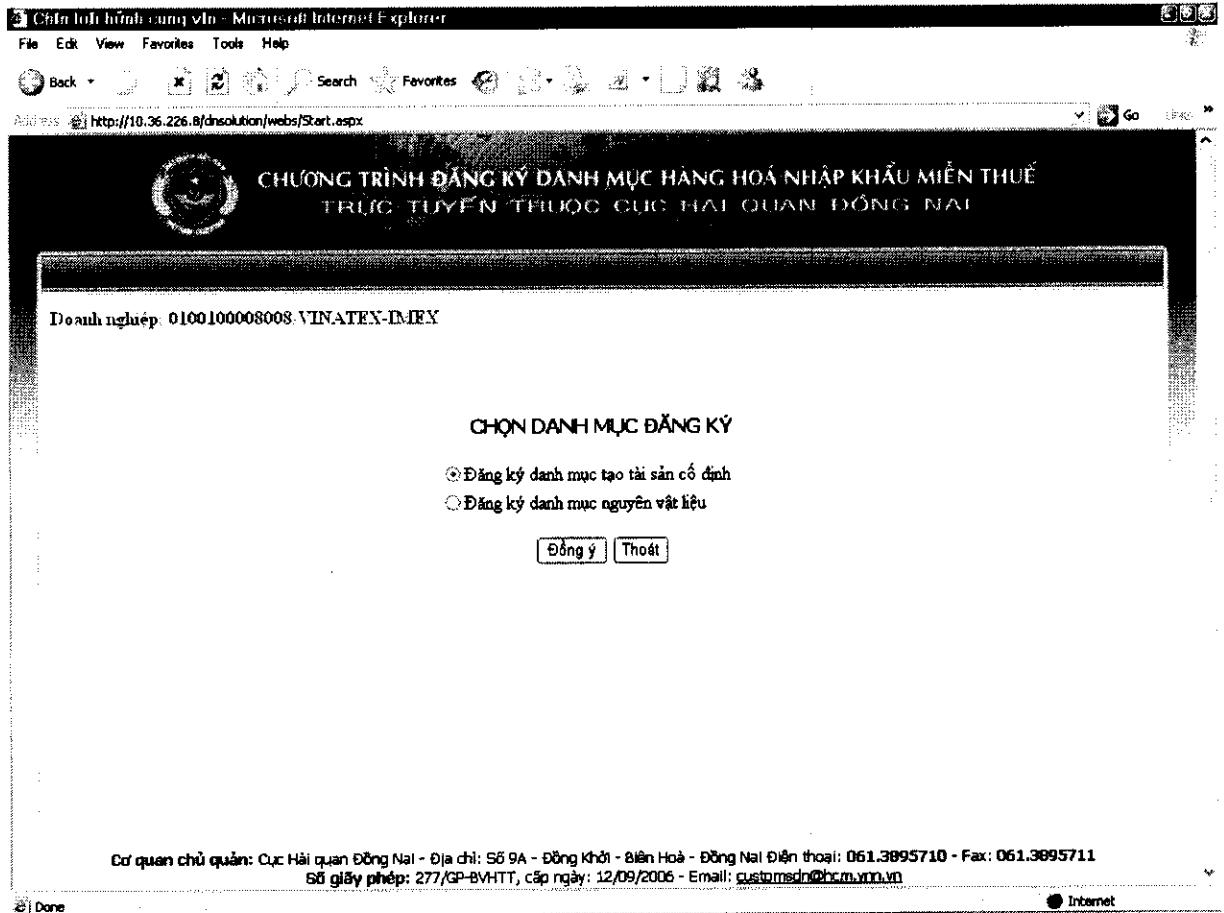 - Microsoft Internet Explorer
File Edit View Favorites Tools Help
Back Search Favorites
Address http://10.36.226.8/dnsolution/webs/Start.aspx Go
CHƯƠNG TRÌNH ĐĂNG KÝ DANH MỤC HÀNG HOÁ NHẬP KHẨU MIỄN THUẾ
TRỰC TUYẾN THUỘC CỤC HẢI QUAN ĐỒNG NAI
Doanh nghiệp: 0100100008008-VINATEX-IMEX
CHỌN DANH MỤC ĐĂNG KÝ
Đăng ký danh mục tạo tài sản cố định
Đăng ký danh mục nguyên vật liệu
Đồng ý Thoát
Cơ quan chủ quản: Cục Hải quan Đồng Nai - Địa chỉ: Số 9A - Đồng Khởi - Biên Hoà - Đồng Nai Điện thoại: 061.3895710 - Fax: 061.3895711
Số giấy phép: 277/GP-BVHTT, cấp ngày: 12/09/2006 - Email: customsdn@hcm.vnn.vn
Done Internet